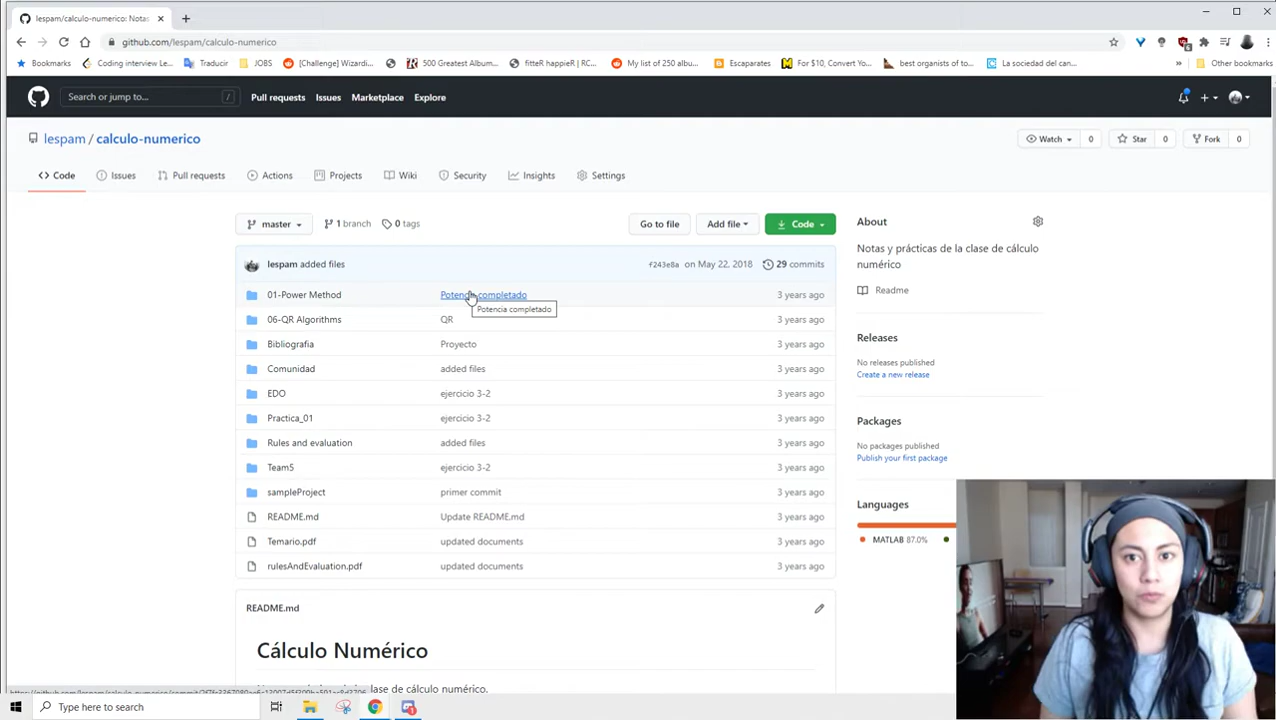 lespam/calculo-numerico: Notas
github.com/lespam/calculo-numerico
Bookmarks Coding interview Le... Traducir JOBS [Challenge] Wizardi... 500 Greatest Album... fitteR happieR | RC... My list of 250 album... Escaparates For $10, Convert Yo... best organists of to... La sociedad del can... » Other bookmarks
Search or jump to... / Pull requests Issues Marketplace Explore
lespam / calculo-numerico Watch 0 Star 0 Fork 0
Code Issues Pull requests Actions Projects Wiki Security Insights Settings
master 1 branch 0 tags Go to file Add file Code
lespam added files f243e8a on May 22, 2018 29 commits
01-Power Method Potencia completado 3 years ago
Potencia completado
06-QR Algorithms QR 3 years ago
Bibliografia Proyecto 3 years ago
Comunidad added files 3 years ago
EDO ejercicio 3-2 3 years ago
Practica_01 ejercicio 3-2 3 years ago
Rules and evaluation added files 3 years ago
Team5 ejercicio 3-2 3 years ago
sampleProject primer commit 3 years ago
README.md Update README.md 3 years ago
Temario.pdf updated documents 3 years ago
rulesAndEvaluation.pdf updated documents 3 years ago
README.md
Cálculo Numérico
lase de cálculo numérico.
About
Notas y prácticas de la clase de cálculo
numérico
Readme
Releases
No releases published
Create a new release
Packages
No packages published
Publish your first package
Languages
MATLAB 87.0%
Type here to search